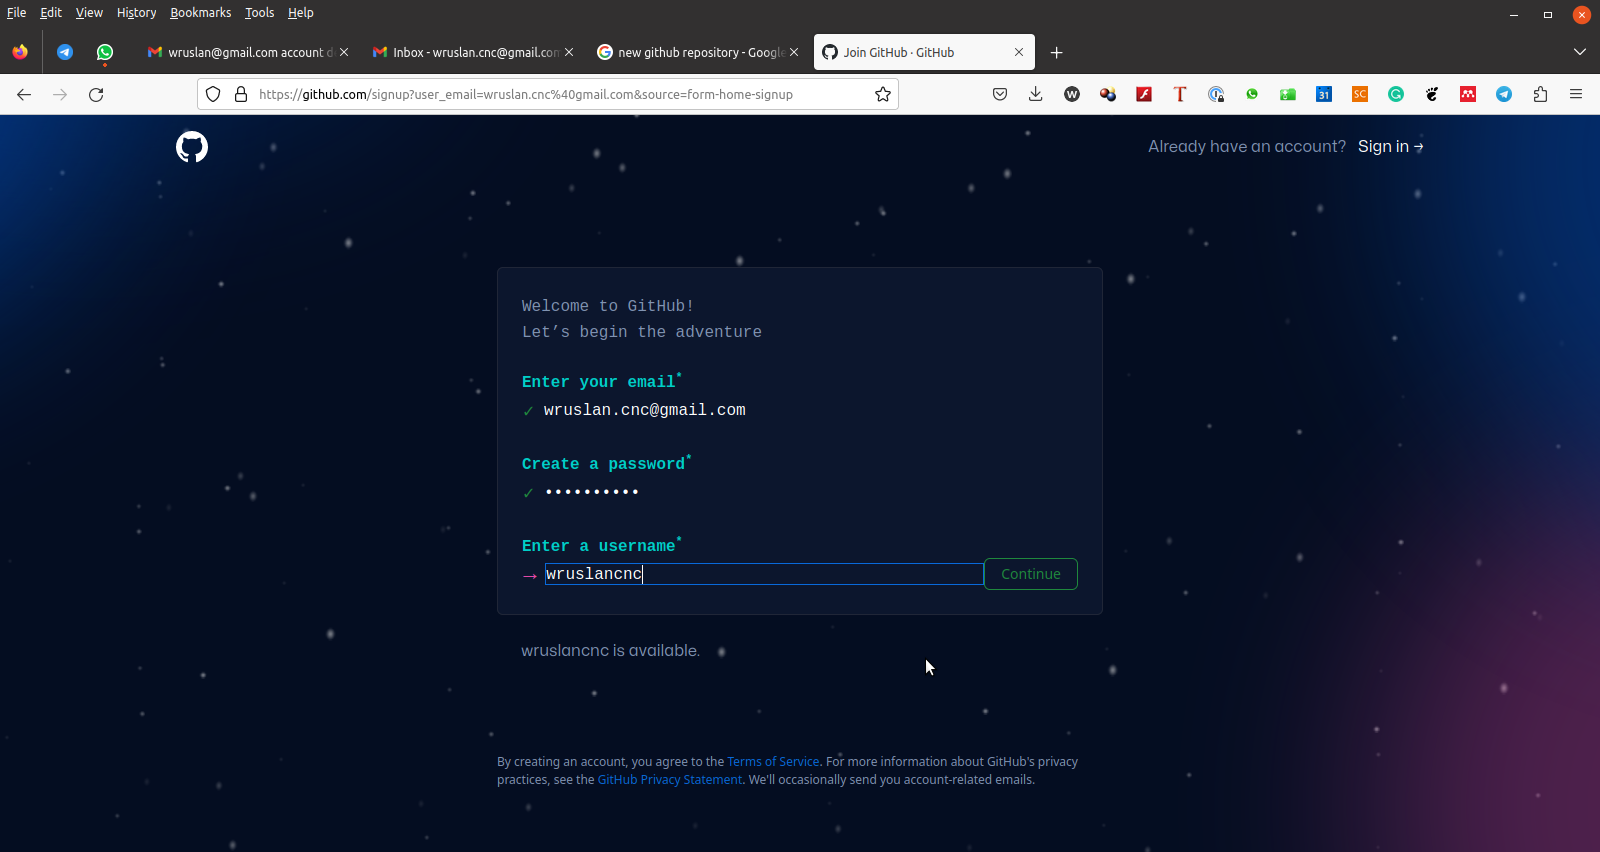 File Edit View History Bookmarks Tools Help
wruslan@gmail.com account d
Inbox - wruslan.cnc@gmail.com
new github repository - Google
Join GitHub · GitHub
https://github.com/signup?user_email=wruslan.cnc%40gmail.com&source=form-home-signup
Already have an account? Sign in →
Welcome to GitHub!
Let’s begin the adventure
Enter your email*
✓ wruslan.cnc@gmail.com
Create a password*
✓ ••••••••••
Enter a username*
→ wruslancnc
Continue
wruslancnc is available.
By creating an account, you agree to the Terms of Service. For more information about GitHub's privacy
practices, see the GitHub Privacy Statement. We'll occasionally send you account-related emails.